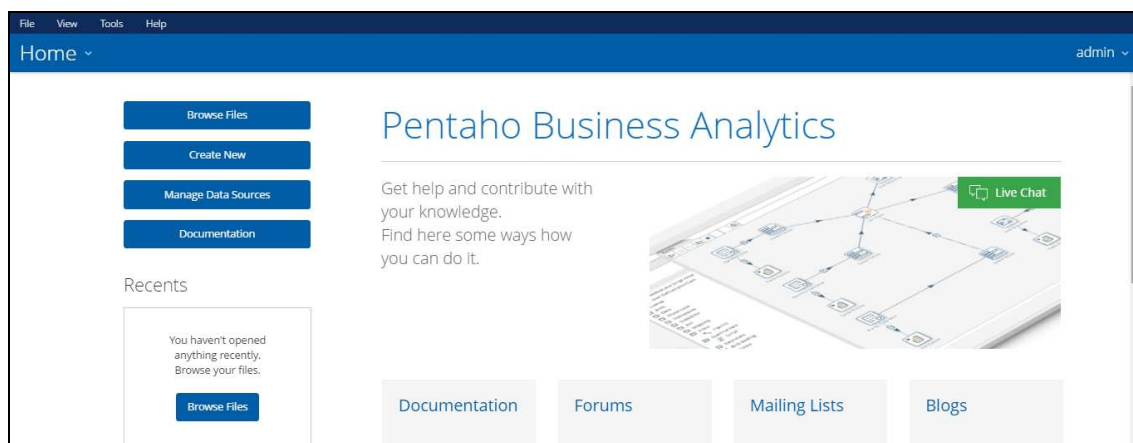 File View Tools Help
Home
admin
Browse Files
Create New
Manage Data Sources
Documentation
Recents
You haven't opened
anything recently.
Browse your files.
Browse Files
Pentaho Business Analytics
Get help and contribute with
your knowledge.
Find here some ways how
you can do it.
Live Chat
Documentation
Forums
Mailing Lists
Blogs